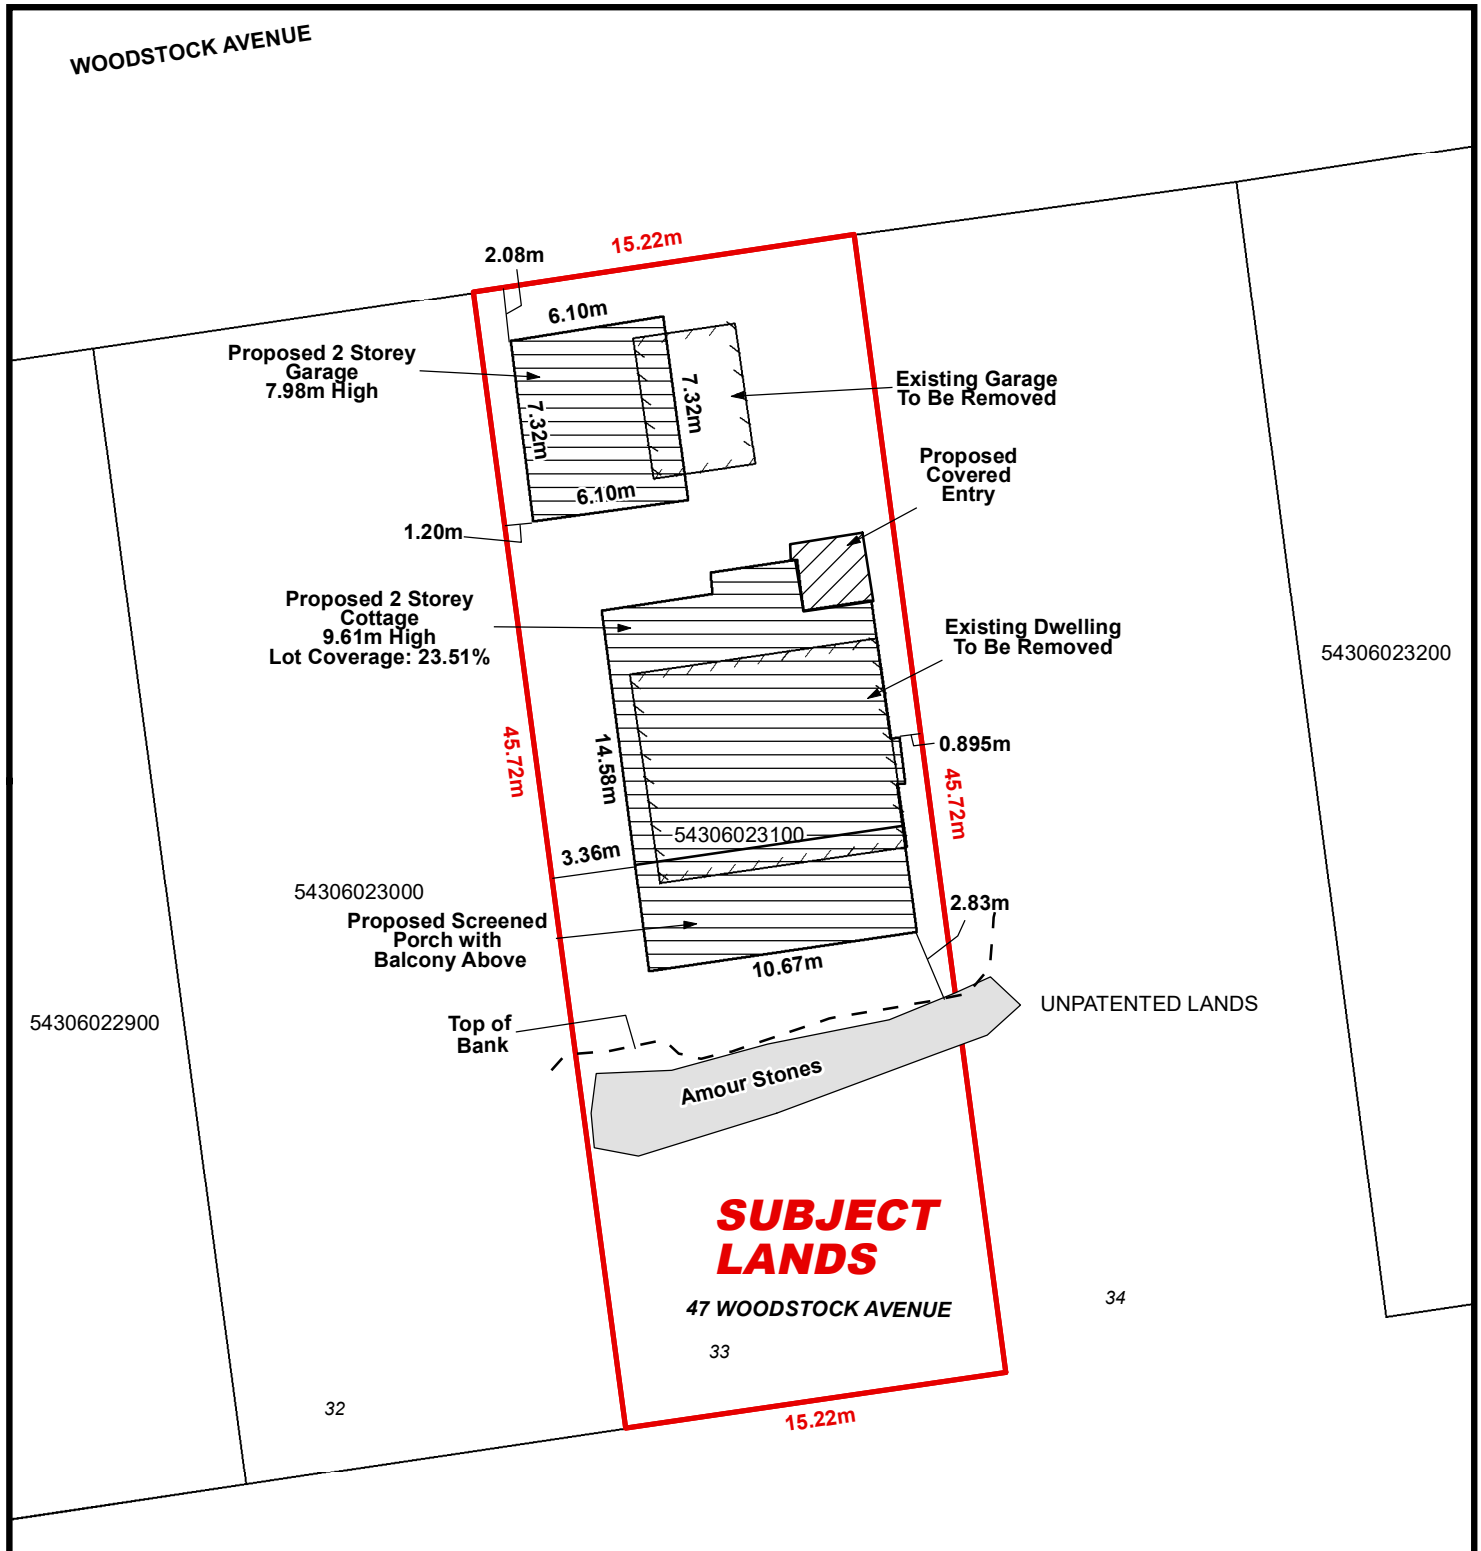 WOODSTOCK AVENUE
15.22m
2.08m
6.10m
Proposed 2 Storey
Garage
7.98m High
7.32m
7.32m
Existing Garage
To Be Removed
6.10m
1.20m
Proposed
Covered
Entry
Proposed 2 Storey
Cottage
9.61m High
Lot Coverage: 23.51%
Existing Dwelling
To Be Removed
54306023200
45.72m
14.58m
0.895m
45.72m
54306023100
3.36m
54306023000
Proposed Screened
Porch with
Balcony Above
2.83m
10.67m
UNPATENTED LANDS
54306022900
Top of
Bank
Amour Stones
SUBJECT
LANDS
47 WOODSTOCK AVENUE
34
33
32
15.22m